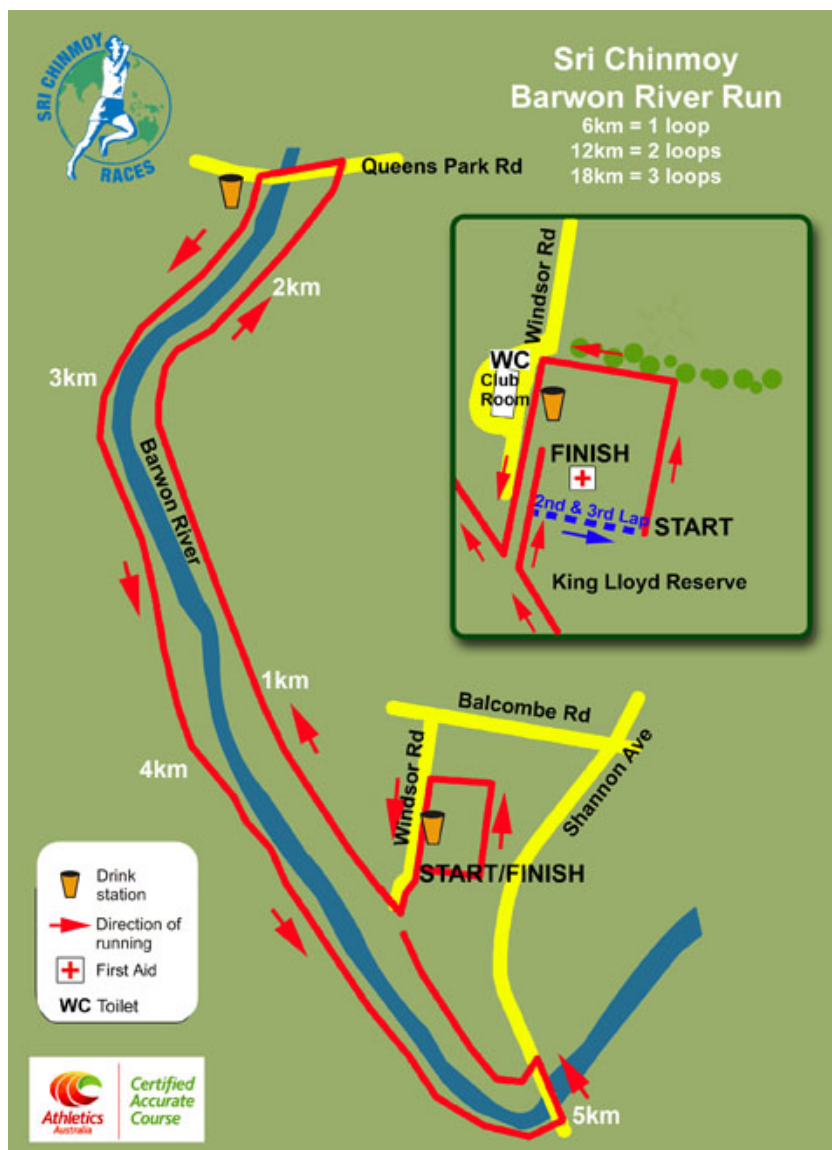 SRI CHINMOY
RACES
Sri Chinmoy
Barwon River Run
6km = 1 loop
12km = 2 loops
18km = 3 loops
Queens Park Rd
2km
3km
Barwon River
1km
4km
Windsor Rd
WC
Club
Room
FINISH
2nd & 3rd Lap
START
King Lloyd Reserve
Balcombe Rd
Windsor Rd
Shannon Ave
START/FINISH
5km
Drink
station
Direction of
running
First Aid
WC Toilet
Athletics
Australia
Certified
Accurate
Course